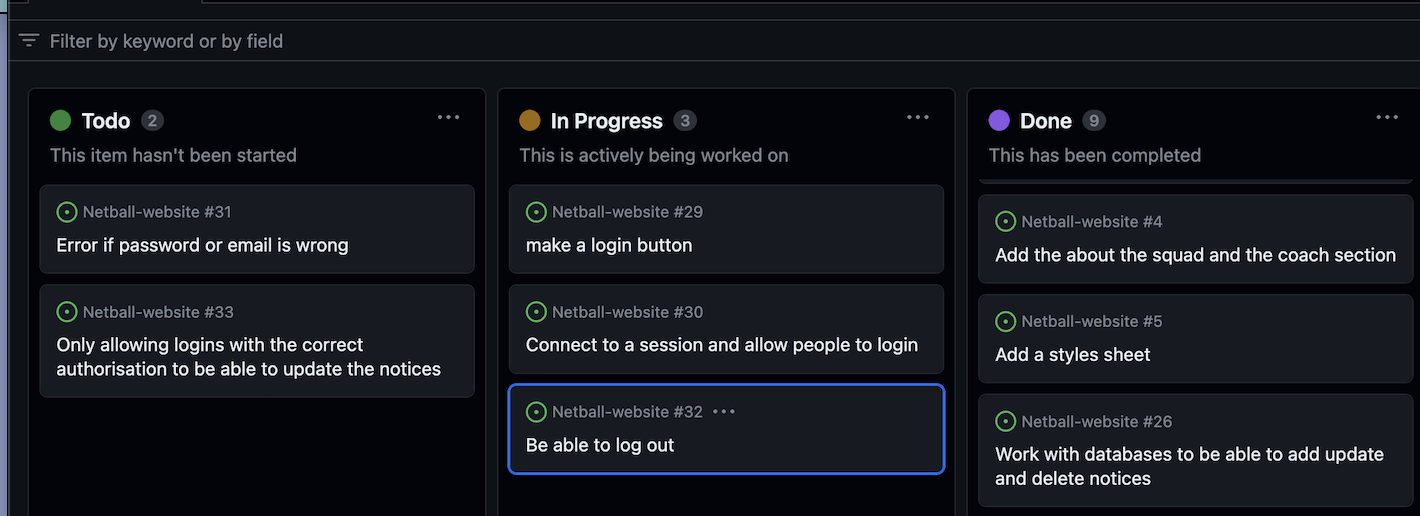 Filter by keyword or by field
Todo 2
This item hasn't been started
Netball-website #31
Error if password or email is wrong
Netball-website #33
Only allowing logins with the correct
authorisation to be able to update the notices
In Progress 3
This is actively being worked on
Netball-website #29
make a login button
Netball-website #30
Connect to a session and allow people to login
Netball-website #32
Be able to log out
Done 9
This has been completed
Netball-website #4
Add the about the squad and the coach section
Netball-website #5
Add a styles sheet
Netball-website #26
Work with databases to be able to add update
and delete notices